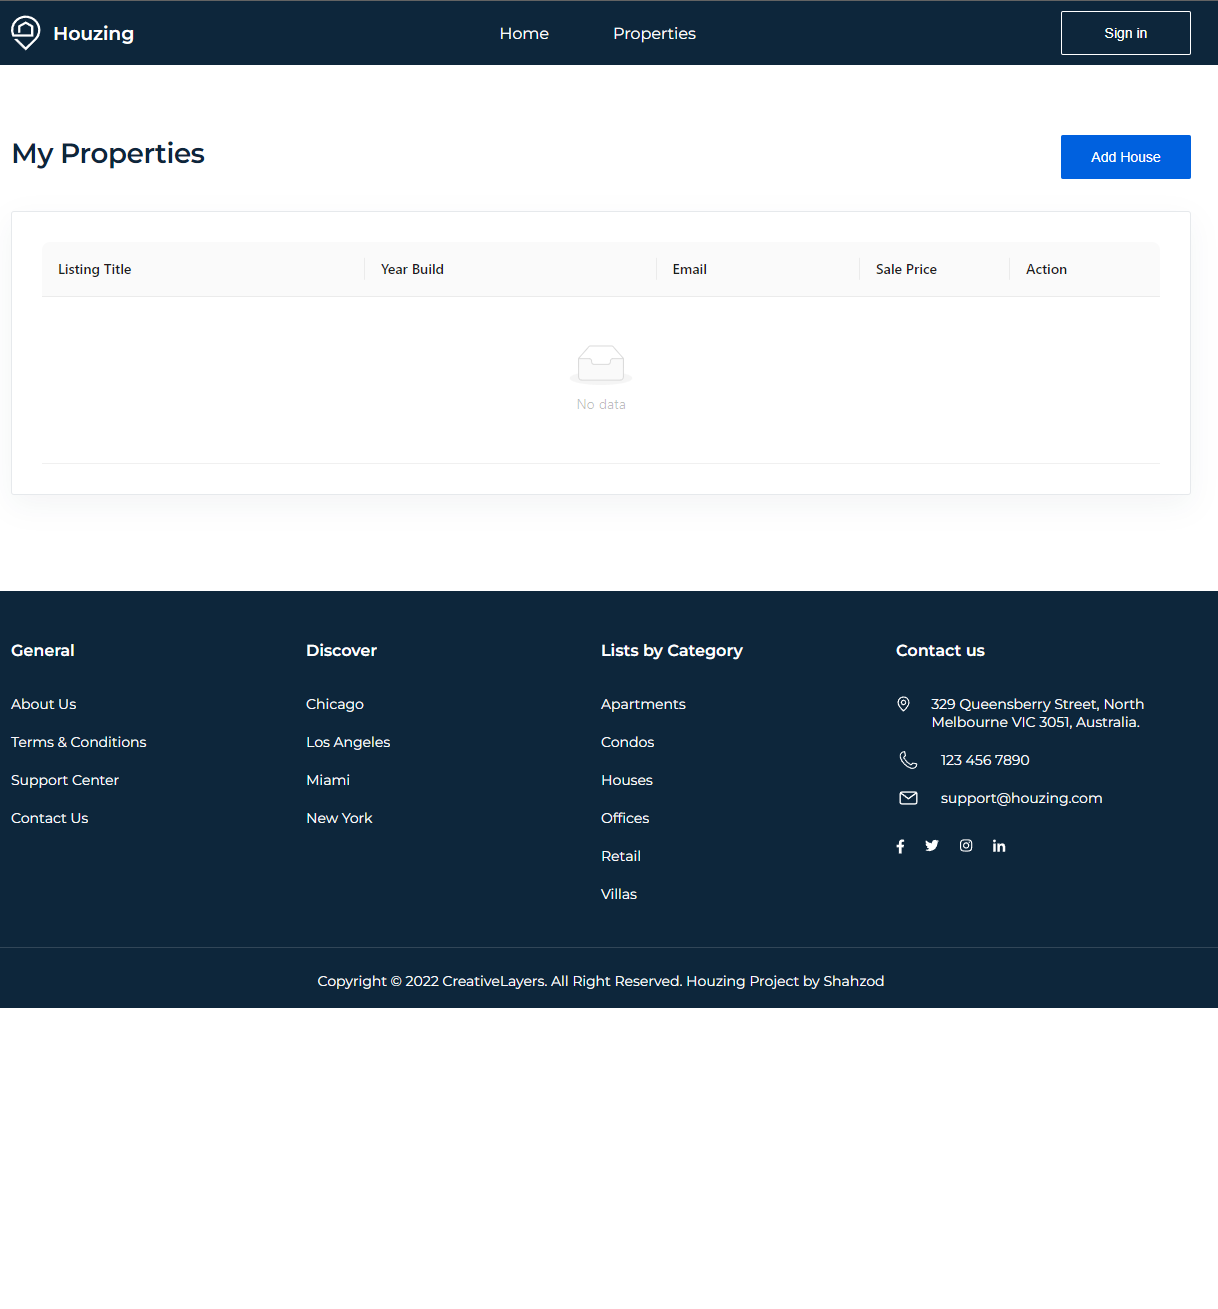 Houzing
Home
Properties
Sign in
My Properties
Add House
Listing Title
Year Build
Email
Sale Price
Action
No data
General
About Us
Terms & Conditions
Support Center
Contact Us
Discover
Chicago
Los Angeles
Miami
New York
Lists by Category
Apartments
Condos
Houses
Offices
Retail
Villas
Contact us
329 Queensberry Street, North
Melbourne VIC 3051, Australia.
123 456 7890
support@houzing.com
Copyright © 2022 CreativeLayers. All Right Reserved. Houzing Project by Shahzod